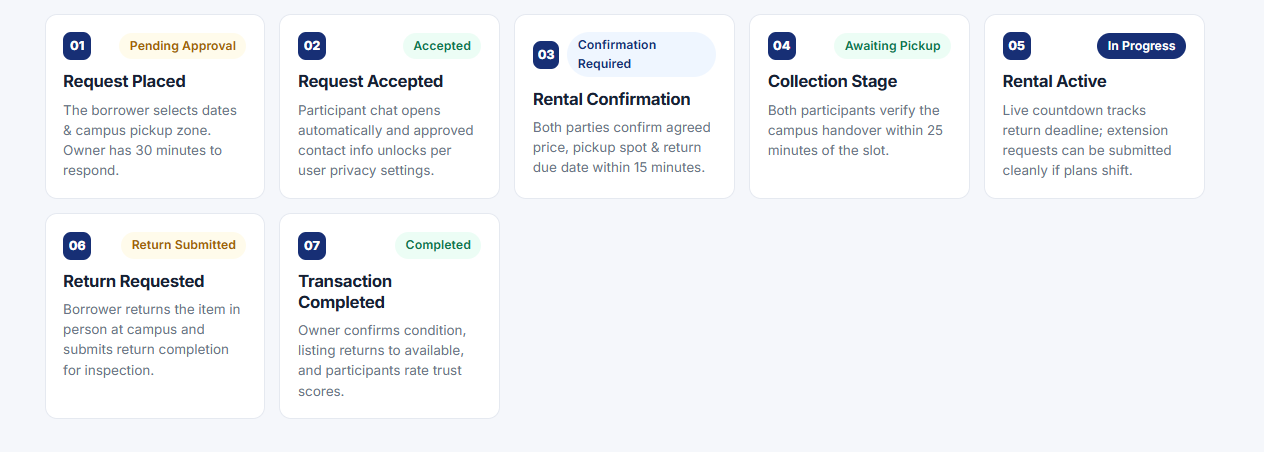 01
Pending Approval
Request Placed
The borrower selects dates
& campus pickup zone.
Owner has 30 minutes to
respond.
02
Accepted
Request Accepted
Participant chat opens
automatically and approved
contact info unlocks per
user privacy settings.
03
Confirmation
Required
Rental Confirmation
Both parties confirm agreed
price, pickup spot & return
due date within 15 minutes.
04
Awaiting Pickup
Collection Stage
Both participants verify the
campus handover within 25
minutes of the slot.
05
In Progress
Rental Active
Live countdown tracks
return deadline; extension
requests can be submitted
cleanly if plans shift.
06
Return Submitted
Return Requested
Borrower returns the item in
person at campus and
submits return completion
for inspection.
07
Completed
Transaction
Completed
Owner confirms condition,
listing returns to available,
and participants rate trust
scores.